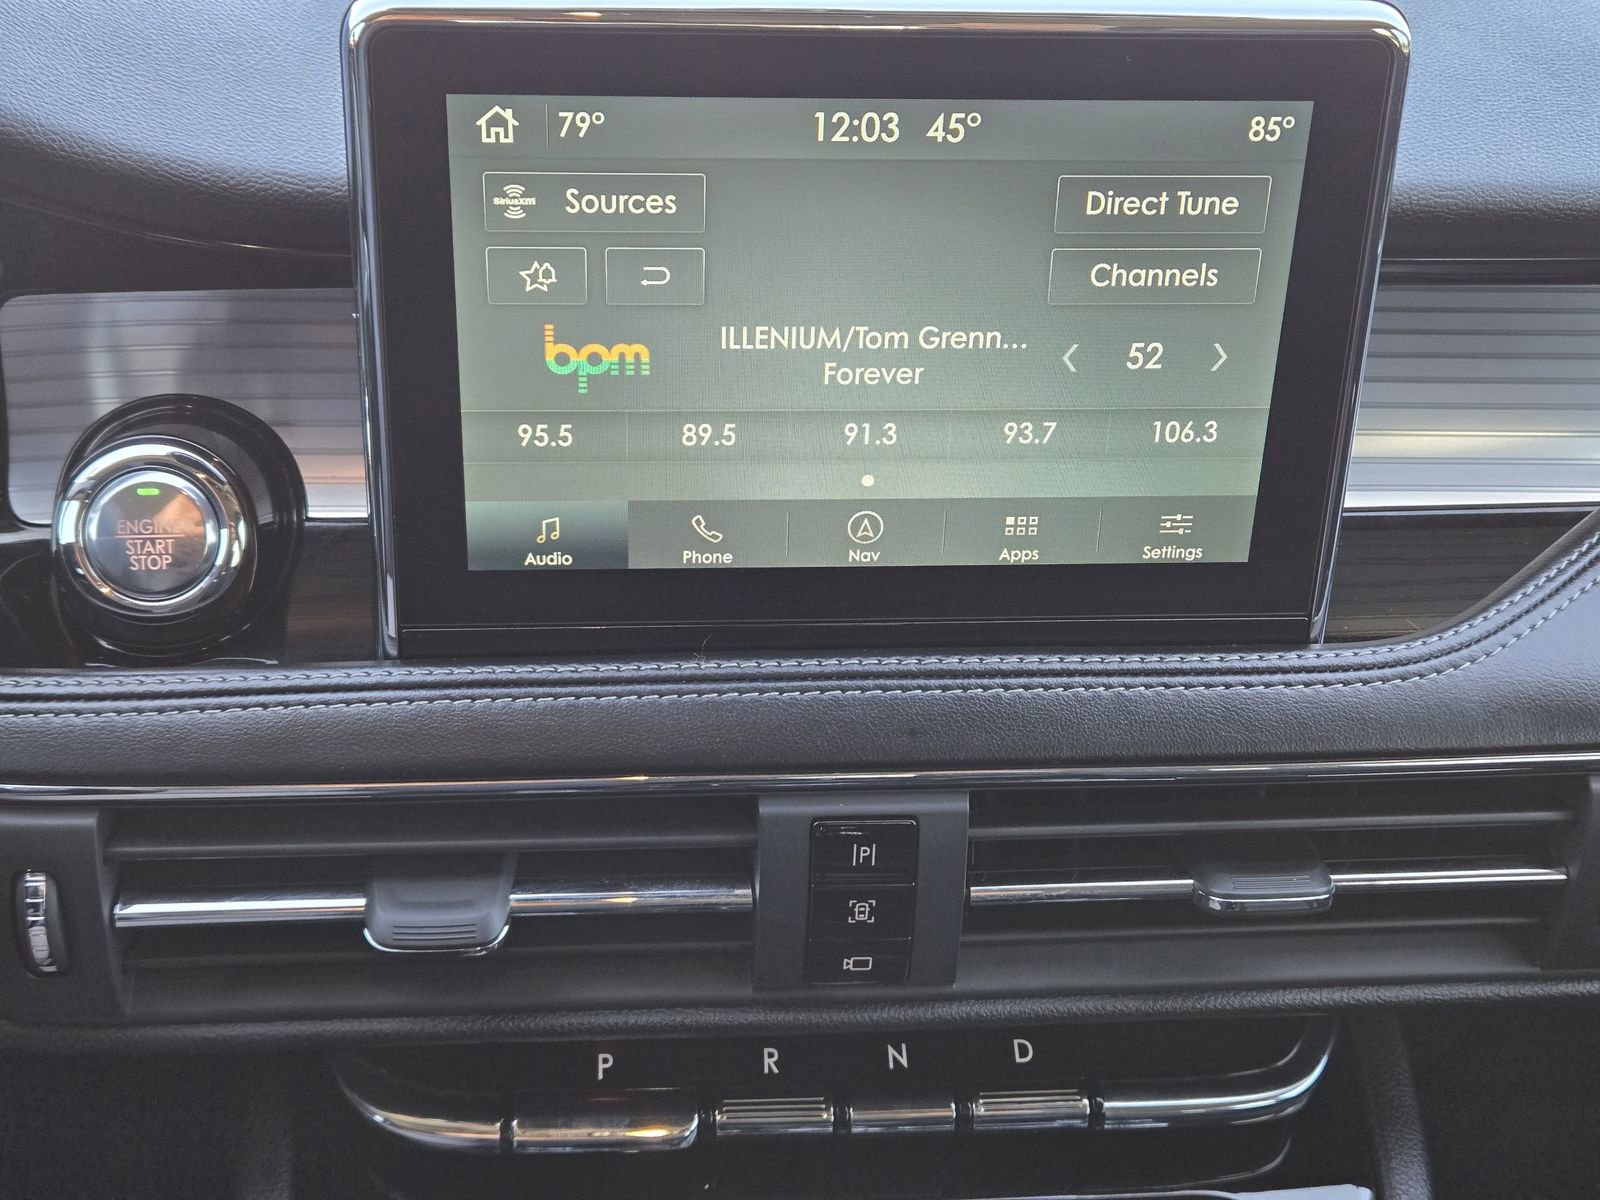 79° 12:03 45° 85°
SiriusXM Sources Direct Tune
Channels
bpm
ILLENIUM/Tom Grenn...
Forever
52
95.5 89.5 91.3 93.7 106.3
Audio Phone Nav Apps Settings
ENGINE
START
STOP
P
P R N D